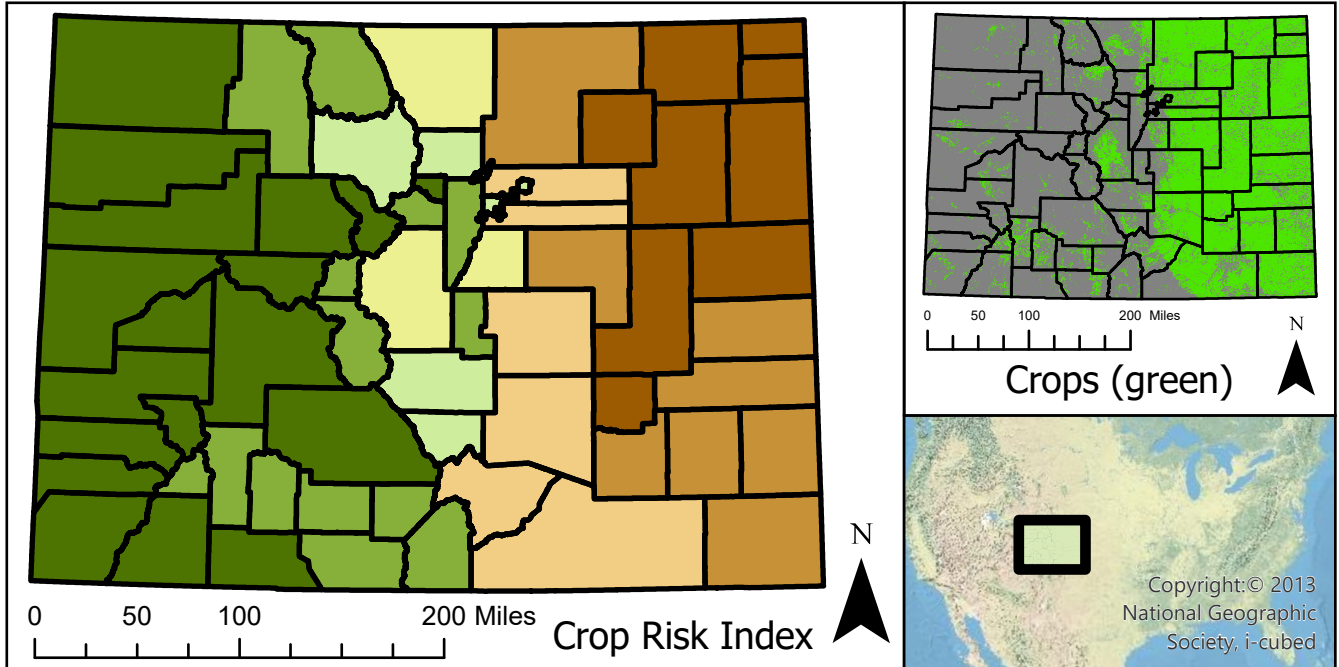 N
0 50 100 200 Miles
Crop Risk Index
0 50 100 200 Miles
N
Crops (green)
Copyright:© 2013
National Geographic
Society, i-cubed